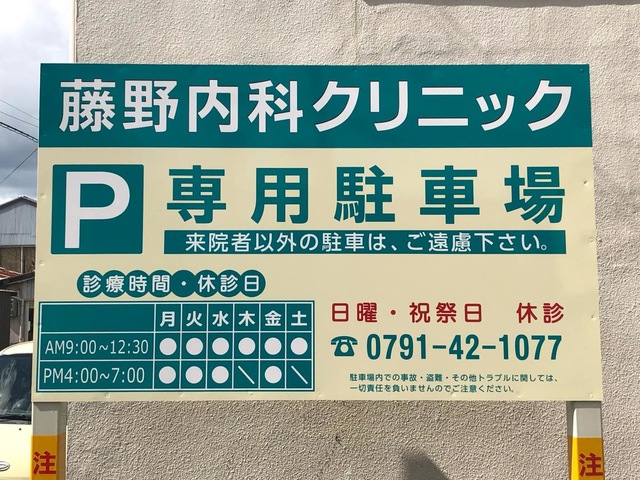 藤野内科クリニック
P 専用駐車場
来院者以外の駐車は、ご遠慮下さい。
診療時間・休診日
月 火 水 木 金 土
AM9:00~12:30 ● ● ● ● ● ●
PM4:00~7:00 ● ● ● \ ● \
日曜・祝祭日 休診
☎ 0791-42-1077
駐車場内での事故・盗難・その他トラブルに関しては、
一切責任を負いませんのでご注意ください。
注
注